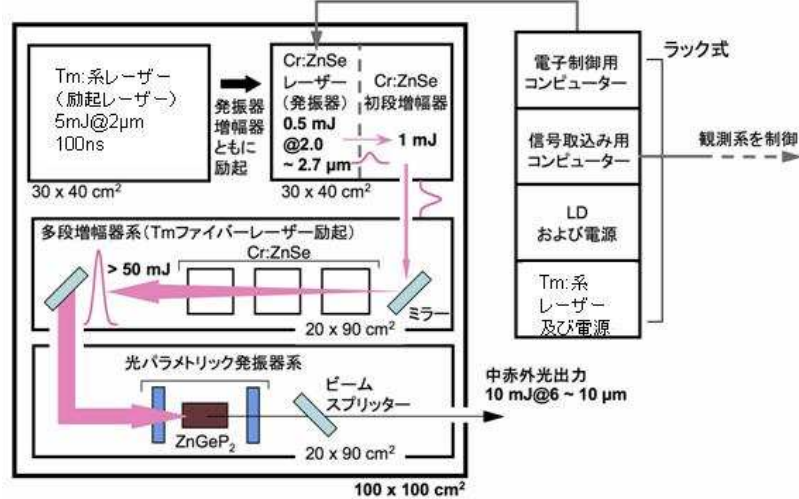 Tm:系レーザー
(励起レーザー)
5mJ@2μm
100ns
30 x 40 cm²
発振器
増幅器
ともに
励起
Cr:ZnSe
レーザー
(発振器)
0.5 mJ
@2.0
~ 2.7 μm
Cr:ZnSe
初段増幅器
1 mJ
30 x 40 cm²
多段増幅器系(Tmファイバーレーザー励起)
Cr:ZnSe
> 50 mJ
ミラー
20 x 90 cm²
光パラメトリック発振器系
ZnGeP₂
ビーム
スプリッター
20 x 90 cm²
100 x 100 cm²
中赤外光出力
10 mJ@6 ~ 10 μm
電子制御用
コンピューター
信号取込み用
コンピューター
LD
および電源
Tm:系
レーザー
及び電源
ラック式
観測系を制御